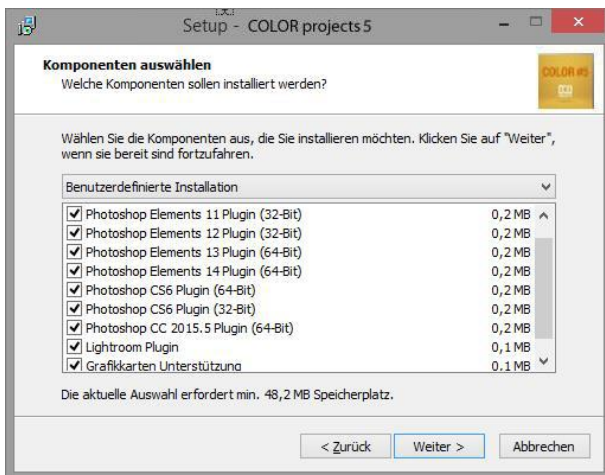 Setup - COLOR projects 5
Komponenten auswählen
Welche Komponenten sollen installiert werden?
COLOR #5
Wählen Sie die Komponenten aus, die Sie installieren möchten. Klicken Sie auf "Weiter",
wenn sie bereit sind fortzufahren.
Benutzerdefinierte Installation
Photoshop Elements 11 Plugin (32-Bit) 0,2 MB
Photoshop Elements 12 Plugin (32-Bit) 0,2 MB
Photoshop Elements 13 Plugin (64-Bit) 0,2 MB
Photoshop Elements 14 Plugin (64-Bit) 0,2 MB
Photoshop CS6 Plugin (64-Bit) 0,2 MB
Photoshop CS6 Plugin (32-Bit) 0,2 MB
Photoshop CC 2015.5 Plugin (64-Bit) 0,2 MB
Lightroom Plugin 0,1 MB
Grafikkarten Unterstützung 0,1 MB
Die aktuelle Auswahl erfordert min. 48,2 MB Speicherplatz.
< Zurück Weiter > Abbrechen